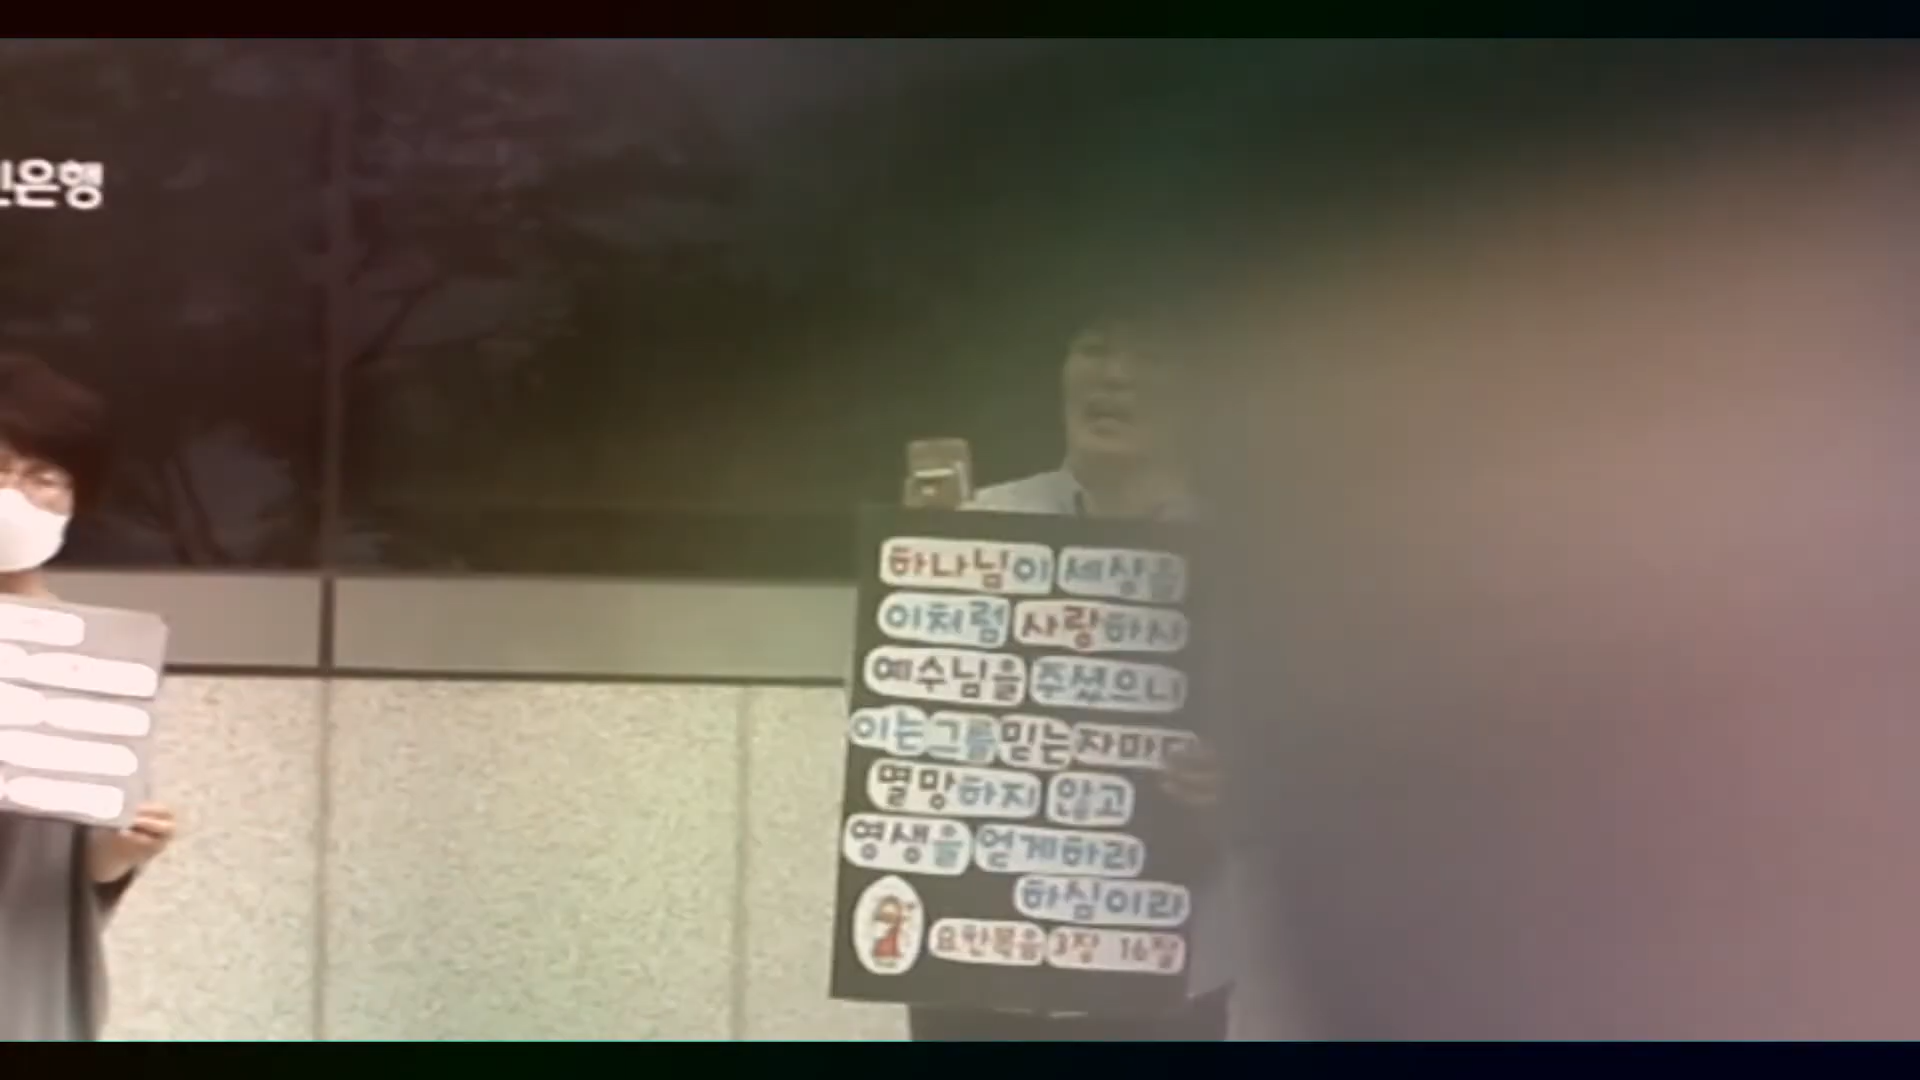 은행
하나님이 세상을
이처럼 사랑하사
예수님을 주셨으니
이는 그를 믿는 자마다
멸망하지 않고
영생을 얻게하려
하심이라
요한복음 3장 16절